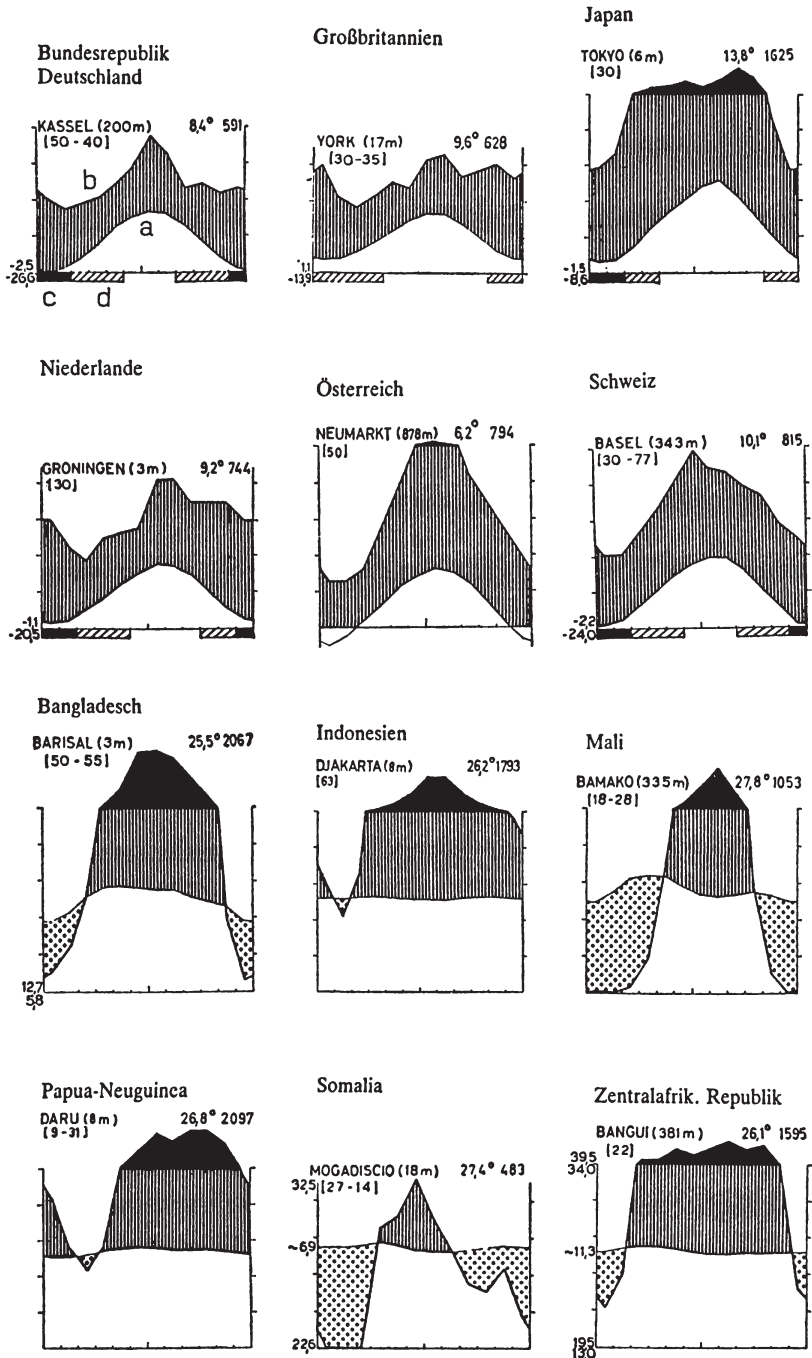 Bundesrepublik
Deutschland
KASSEL (200m) 8,4° 591
[50-40]
b
a
-2,5
-26,6
c d
Großbritannien
YORK (17m) 9,6° 628
[30-35]
1,1
-13,9
Japan
TOKYO (6m) 13,8° 1625
[30]
-1,5
-8,6
Niederlande
GRONINGEN (3m) 9,2° 744
[30]
-1,1
-20,5
Österreich
NEUMARKT (878m) 6,2° 794
[50]
Schweiz
BASEL (343m) 10,1° 815
[30-77]
-2,2
-24,0
Bangladesch
BARISAL (3m) 25,5° 2067
[50-55]
12,7
5,8
Indonesien
DJAKARTA (8m) 26,2° 1793
[63]
Mali
BAMAKO (335m) 27,8° 1053
[18-28]
Papua-Neuguinea
DARU (8m) 26,8° 2097
[9-31]
Somalia
MOGADISCIO (18m) 27,4° 483
32,5 [27-14]
~6,9
22,6
Zentralafrik. Republik
BANGUI (381m) 26,1° 1595
39,5 [22]
34,0
~11,3
19,5
13,0